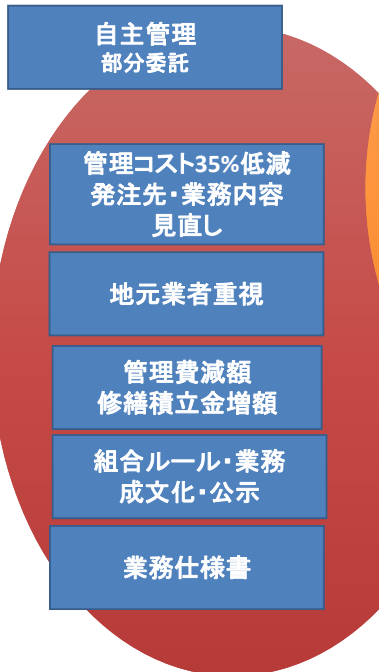 自主管理
部分委託
管理コスト35%低減
発注先・業務内容
見直し
地元業者重視
管理費減額
修繕積立金増額
組合ルール・業務
成文化・公示
業務仕様書